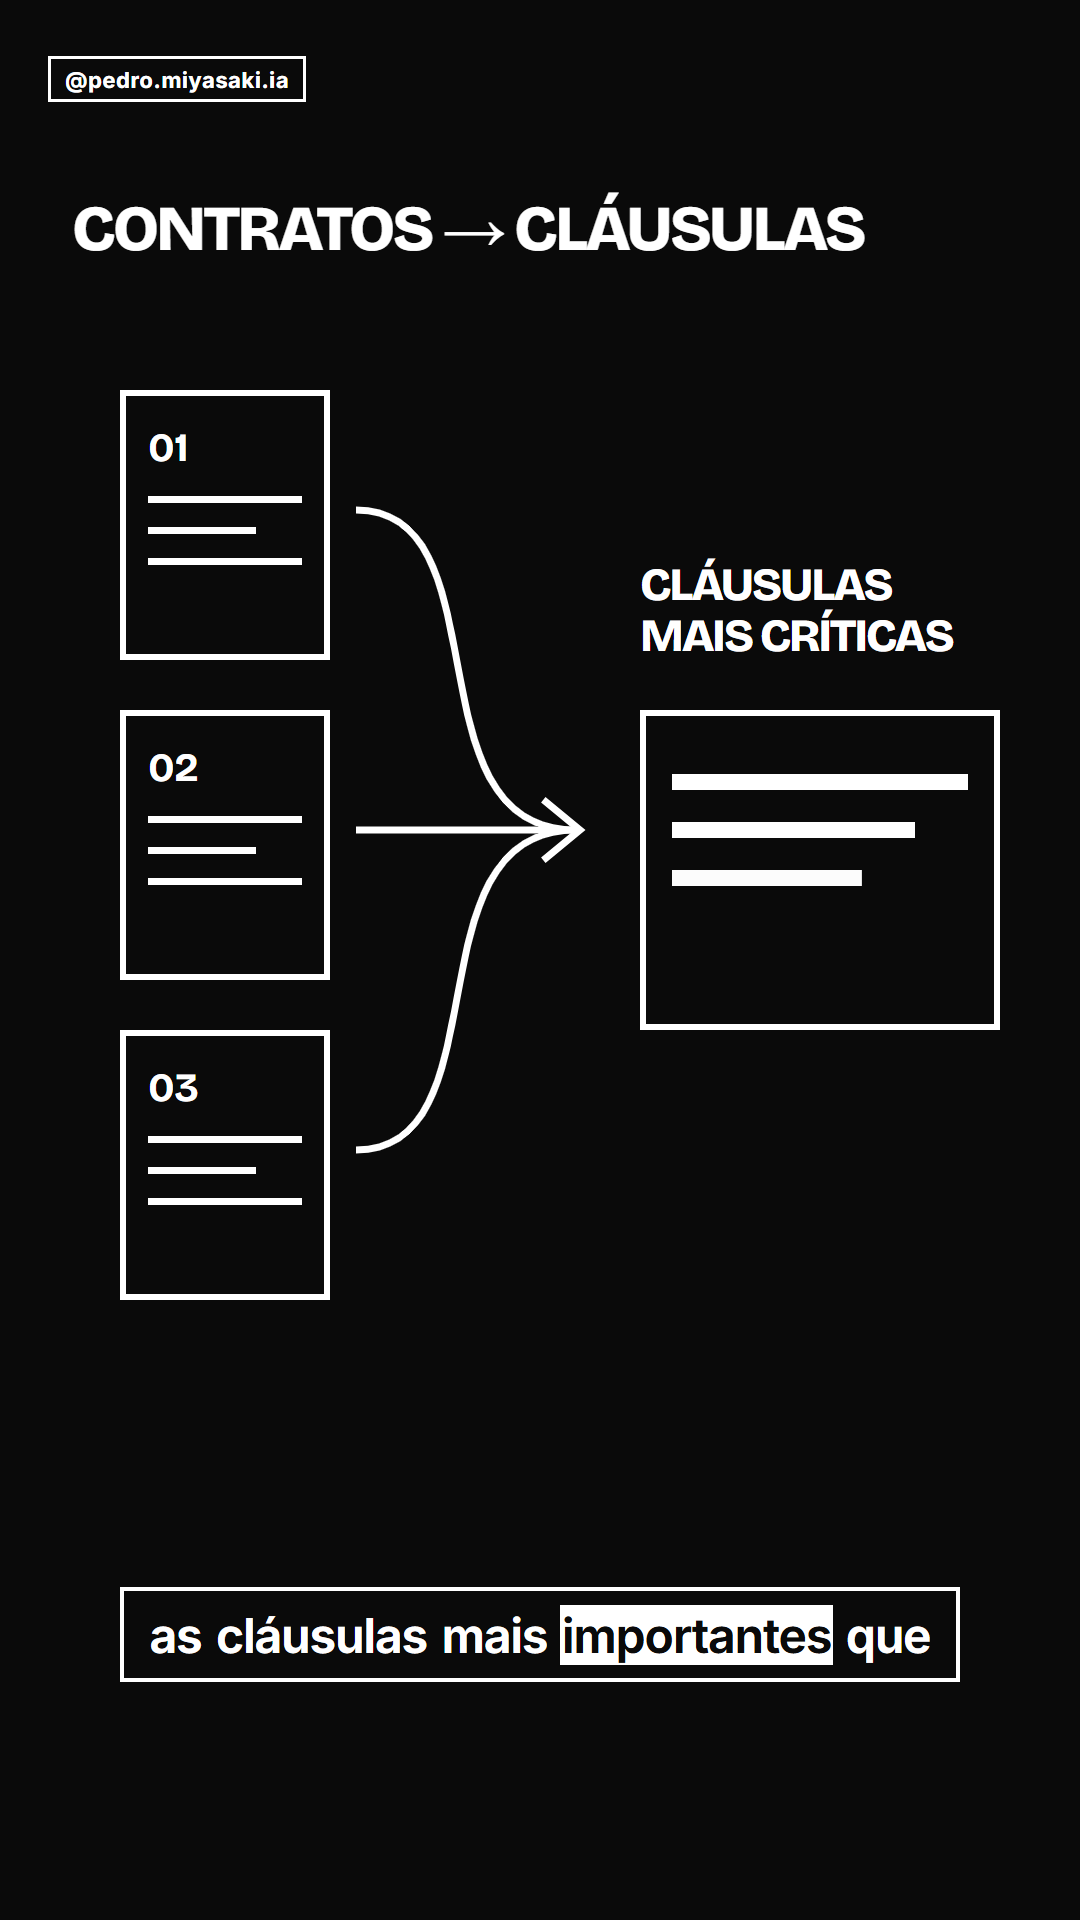 @pedro.miyasaki.ia
CONTRATOS → CLÁUSULAS
01
02
03
CLÁUSULAS
MAIS CRÍTICAS
as cláusulas mais importantes que